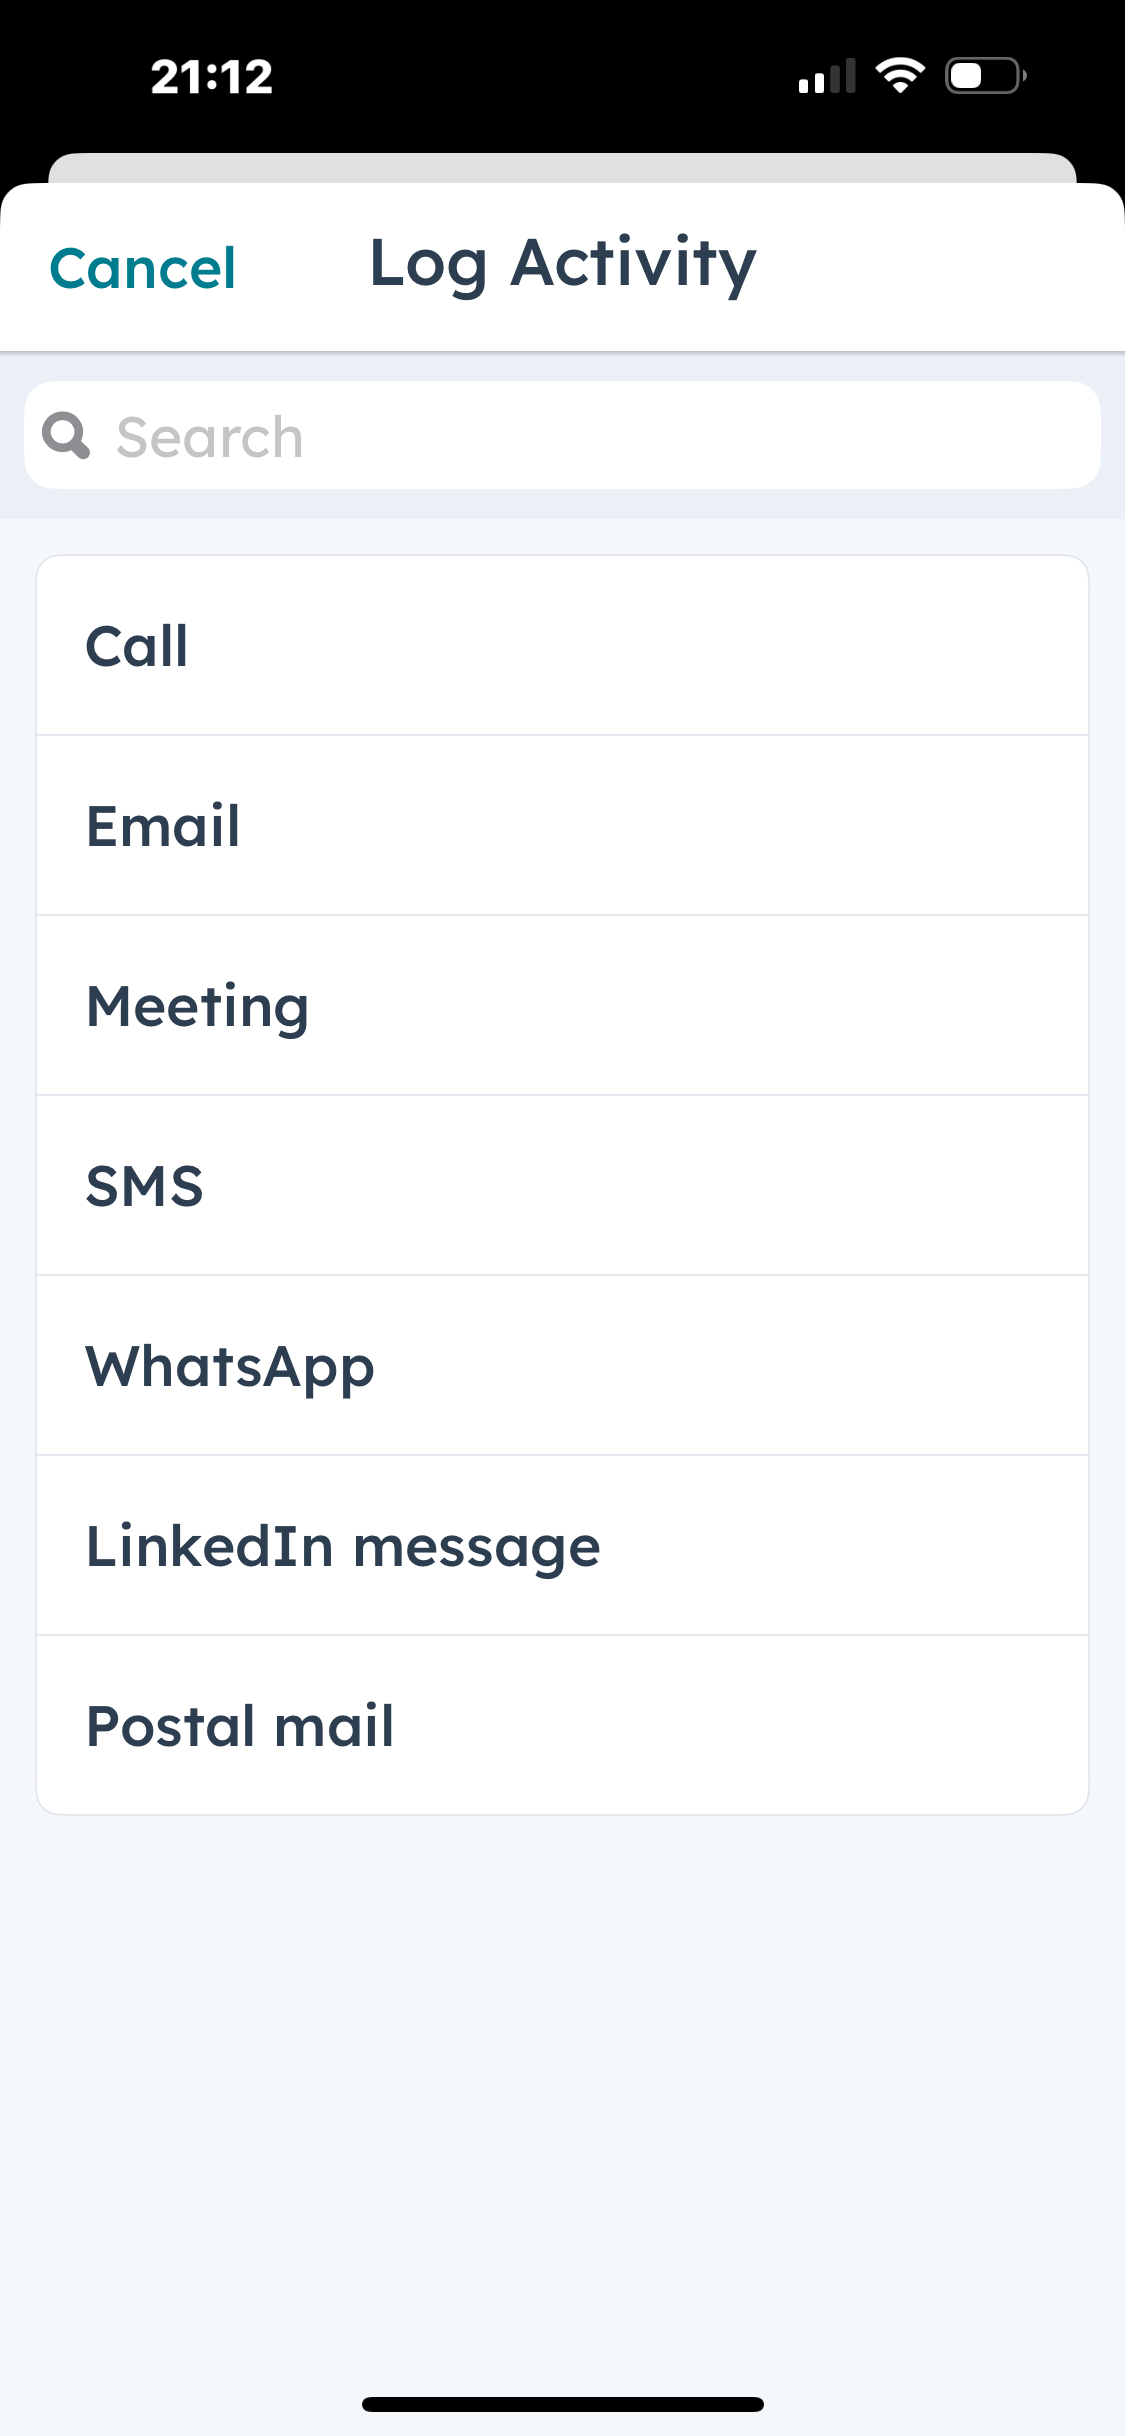 21:12
Cancel
Log Activity
Search
Call
Email
Meeting
SMS
WhatsApp
LinkedIn message
Postal mail